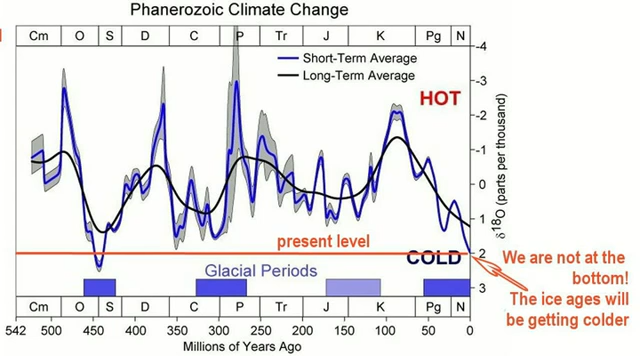 Phanerozoic Climate Change
Cm O S D C P Tr J K Pg N
Short-Term Average
Long-Term Average
HOT
-4
-3
-2
-1
0
1
2
3
δ18O (parts per thousand)
present level
COLD
Glacial Periods
We are not at the
bottom!
The ice ages will
be getting colder
Cm O S D C P Tr J K Pg N
542 500 450 400 350 300 250 200 150 100 50 0
Millions of Years Ago